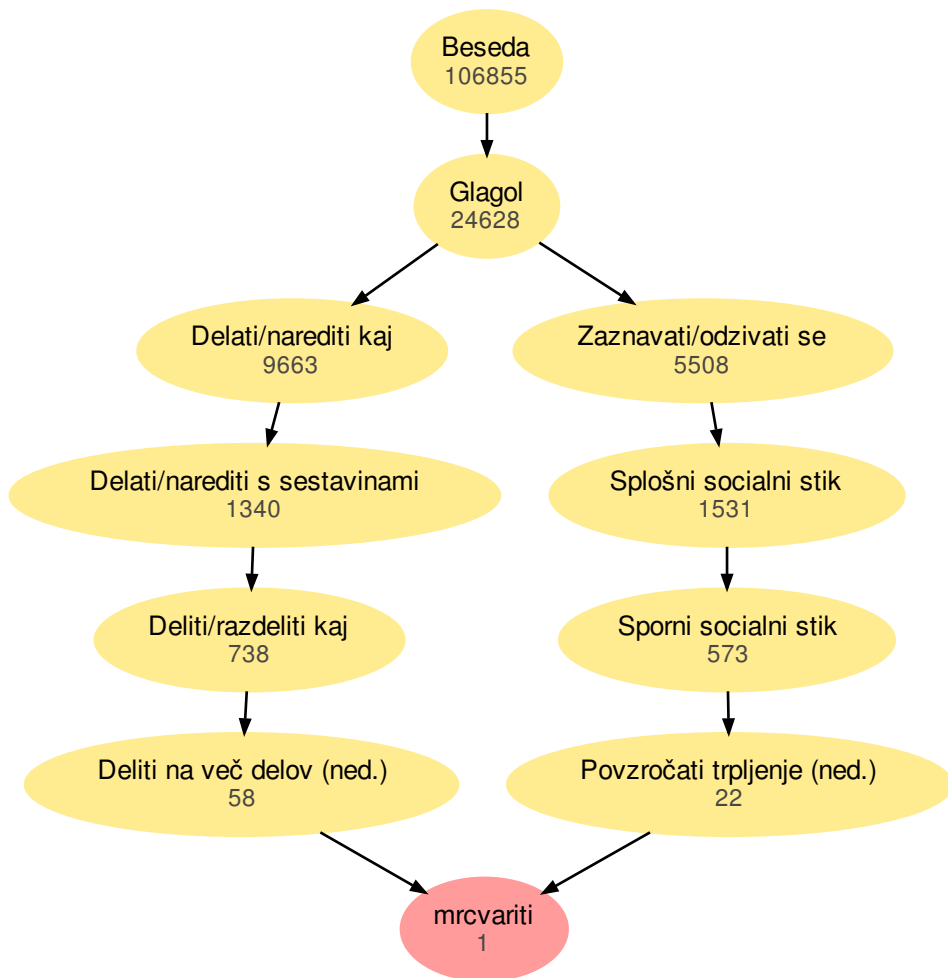 Beseda
106855
Glagol
24628
Delati/narediti kaj
9663
Zaznavati/odzivati se
5508
Delati/narediti s sestavinami
1340
Splošni socialni stik
1531
Deliti/razdeliti kaj
738
Sporni socialni stik
573
Deliti na več delov (ned.)
58
Povzročati trpljenje (ned.)
22
mrcvariti
1